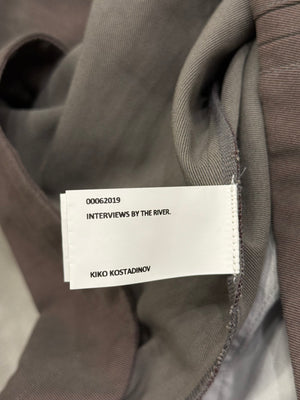 00062019
INTERVIEWS BY THE RIVER.
KIKO KOSTADINOV